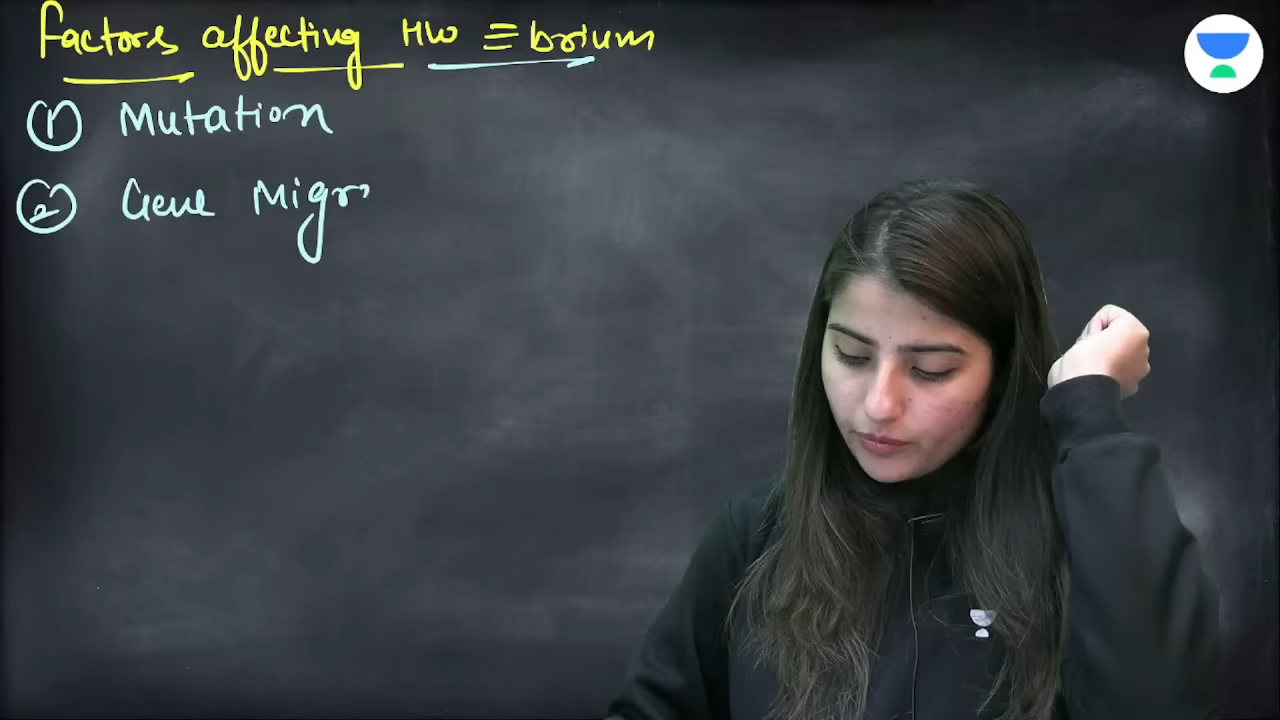 Factors affecting HW ≡brium
① Mutation
② Gene Migr